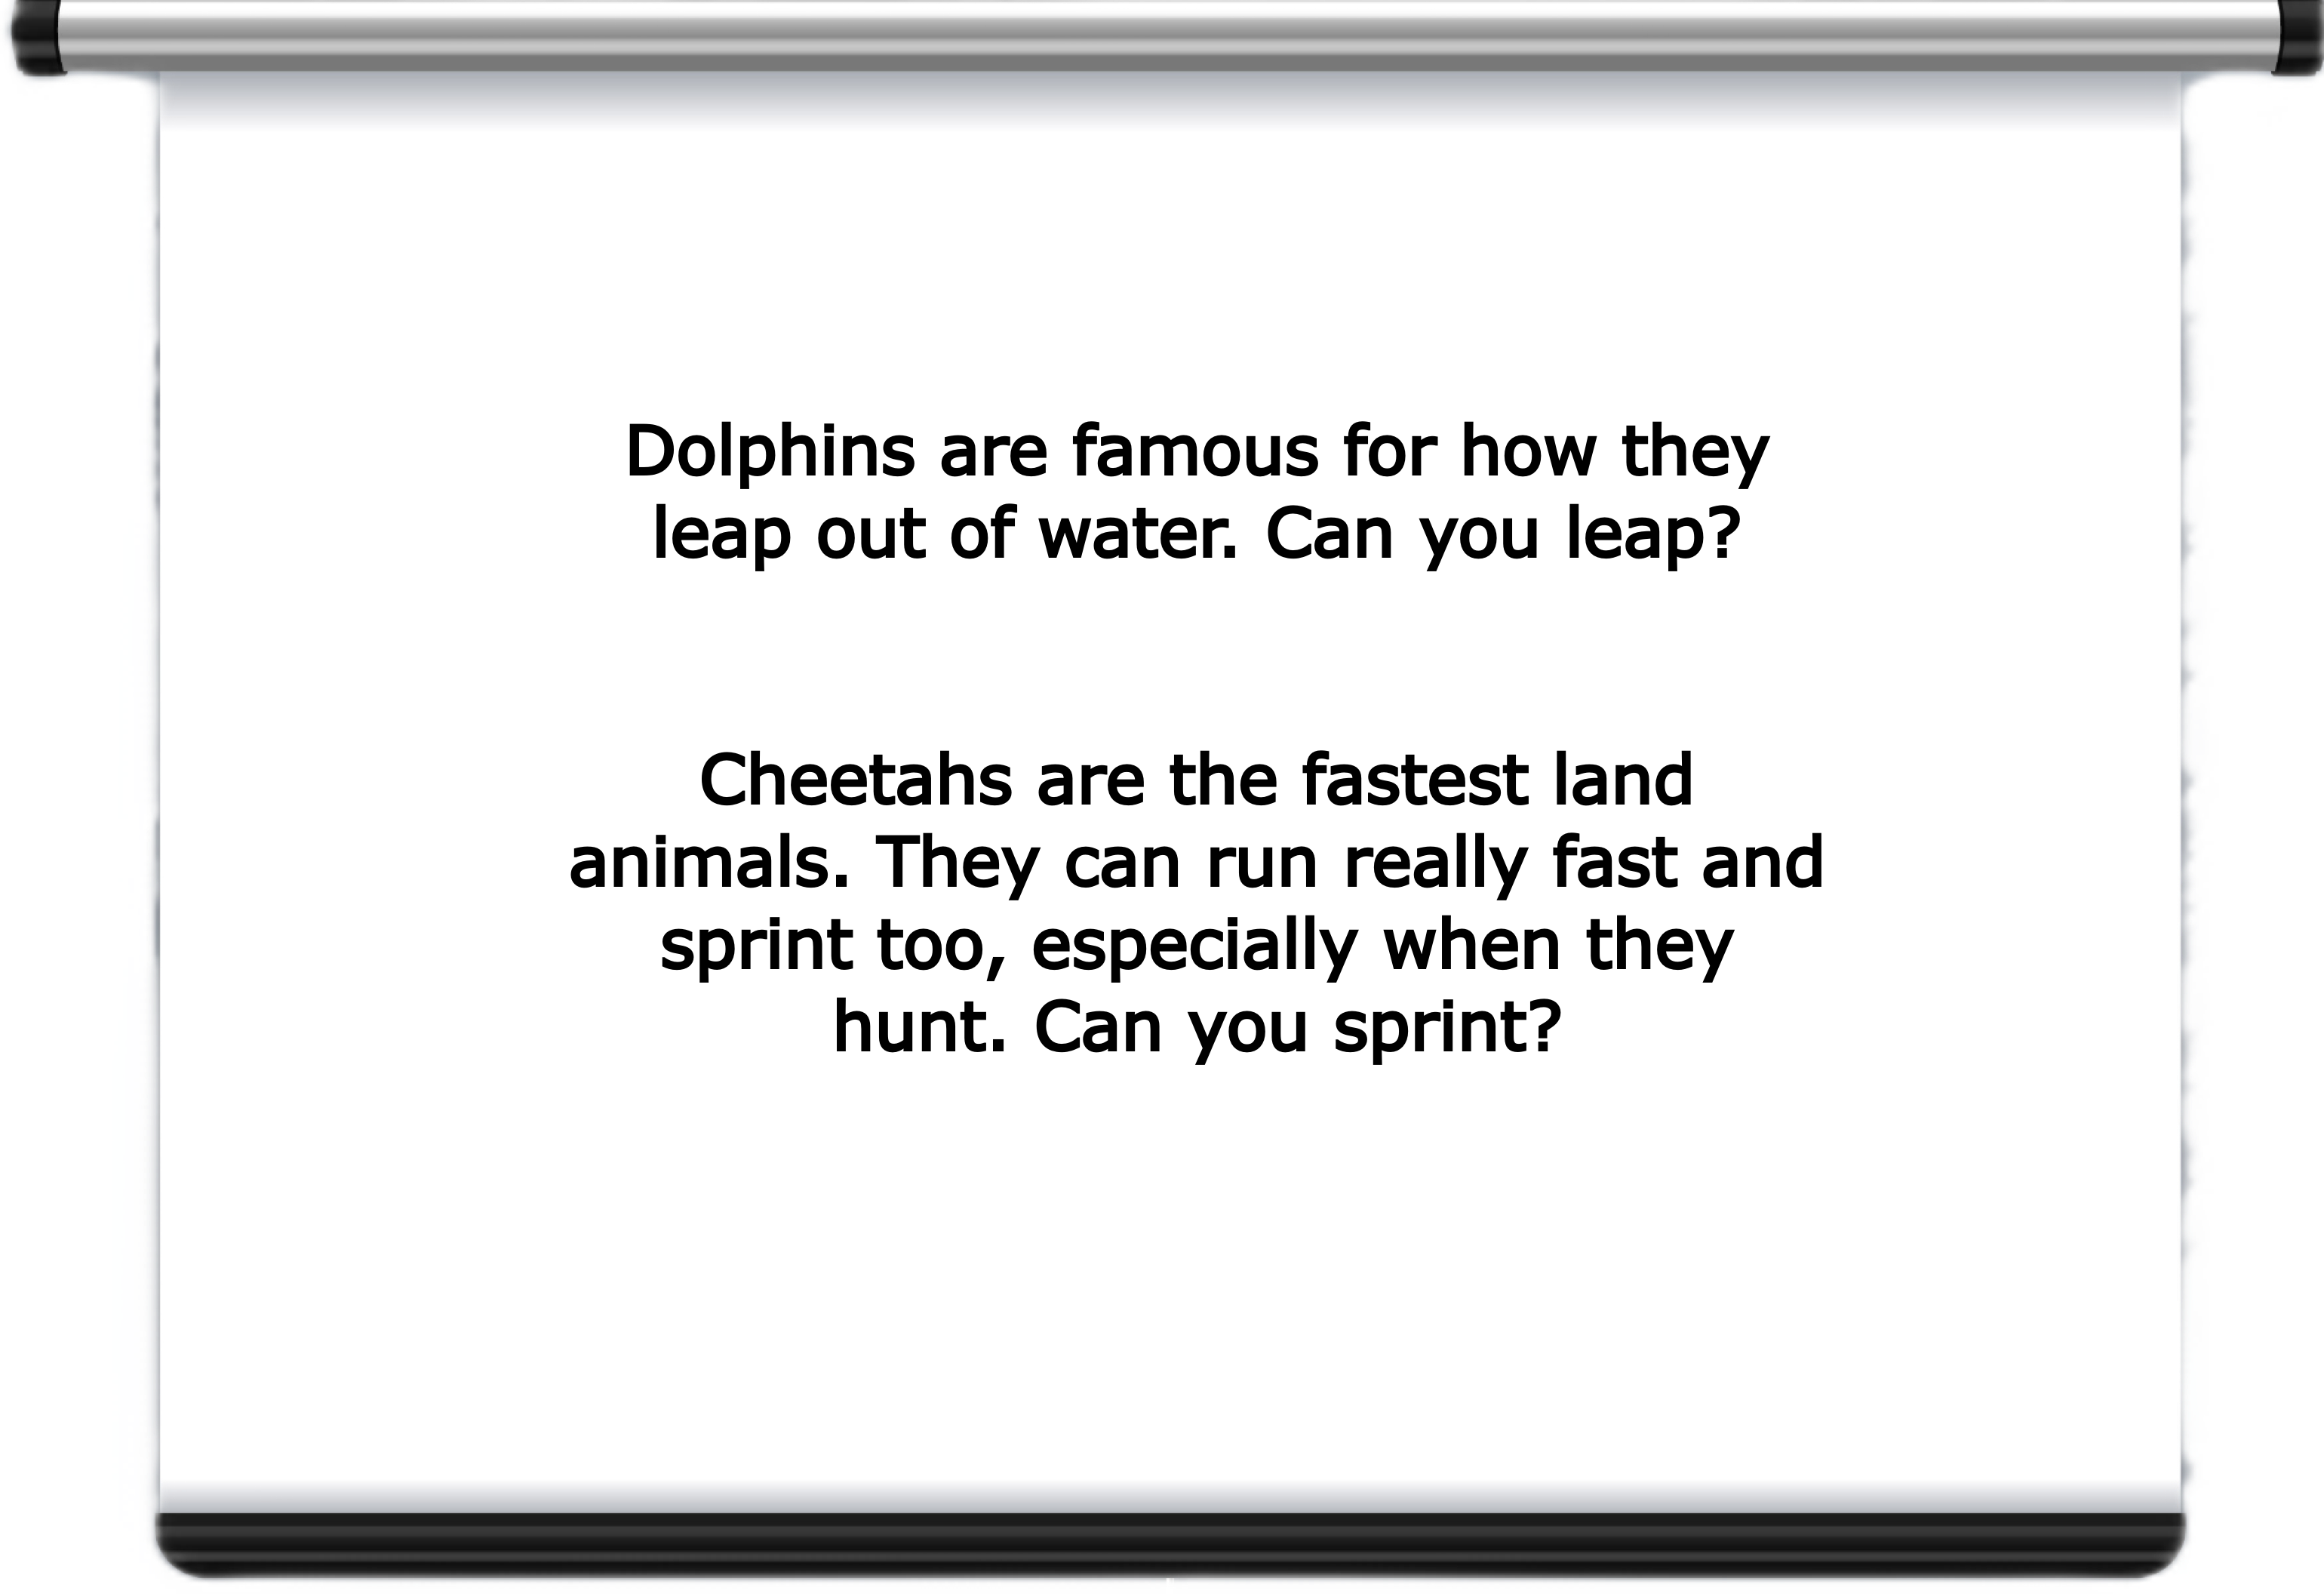 Dolphins are famous for how they
leap out of water. Can you leap?
Cheetahs are the fastest land
animals. They can run really fast and
sprint too, especially when they
hunt. Can you sprint?